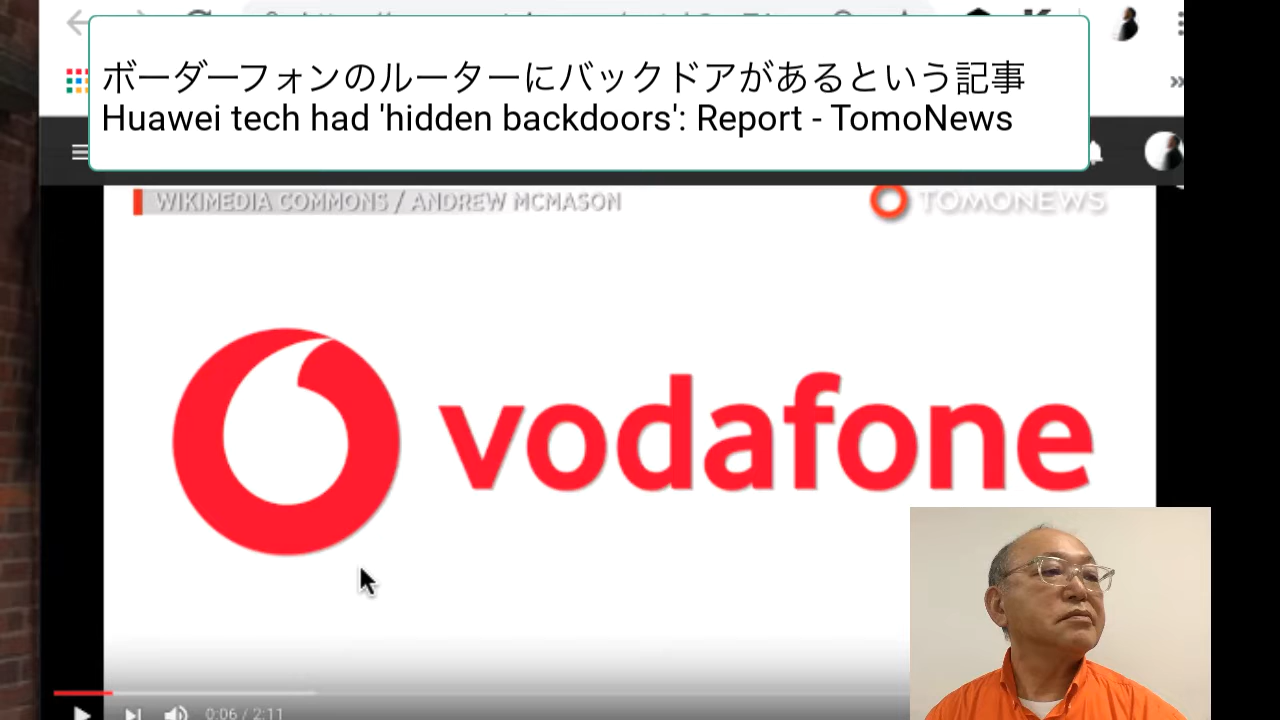 ボーダーフォンのルーターにバックドアがあるという記事
Huawei tech had 'hidden backdoors': Report - TomoNews
WIKIMEDIA COMMONS / ANDREW MCMASON
TOMONEWS
vodafone
0:06 / 2:11